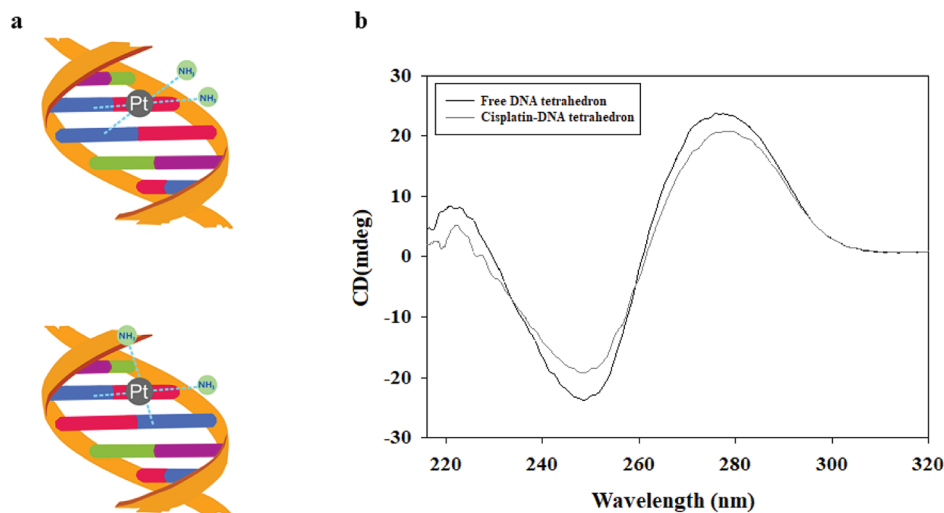 a
NH3
Pt
NH3
NH3
Pt
NH3
b
30
20
10
0
-10
-20
-30
CD(mdeg)
Free DNA tetrahedron
Cisplatin-DNA tetrahedron
220 240 260 280 300 320
Wavelength (nm)